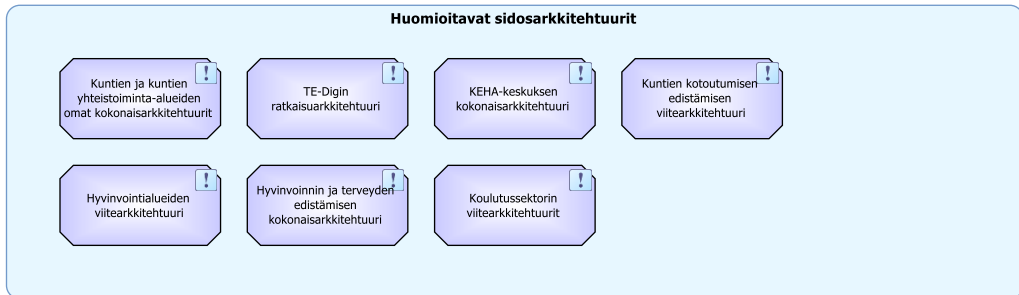 Huomioitavat sidosarkkitehtuurit
Kuntien ja kuntien
yhteistoiminta-alueiden
omat kokonaisarkkitehtuurit
TE-Digin
ratkaisuarkkitehtuuri
KEHA-keskuksen
kokonaisarkkitehtuuri
Kuntien kotoutumisen
edistämisen
viitearkkitehtuuri
Hyvinvointialueiden
viitearkkitehtuuri
Hyvinvoinnin ja terveyden
edistämisen
kokonaisarkkitehtuuri
Koulutussektorin
viitearkkitehtuurit